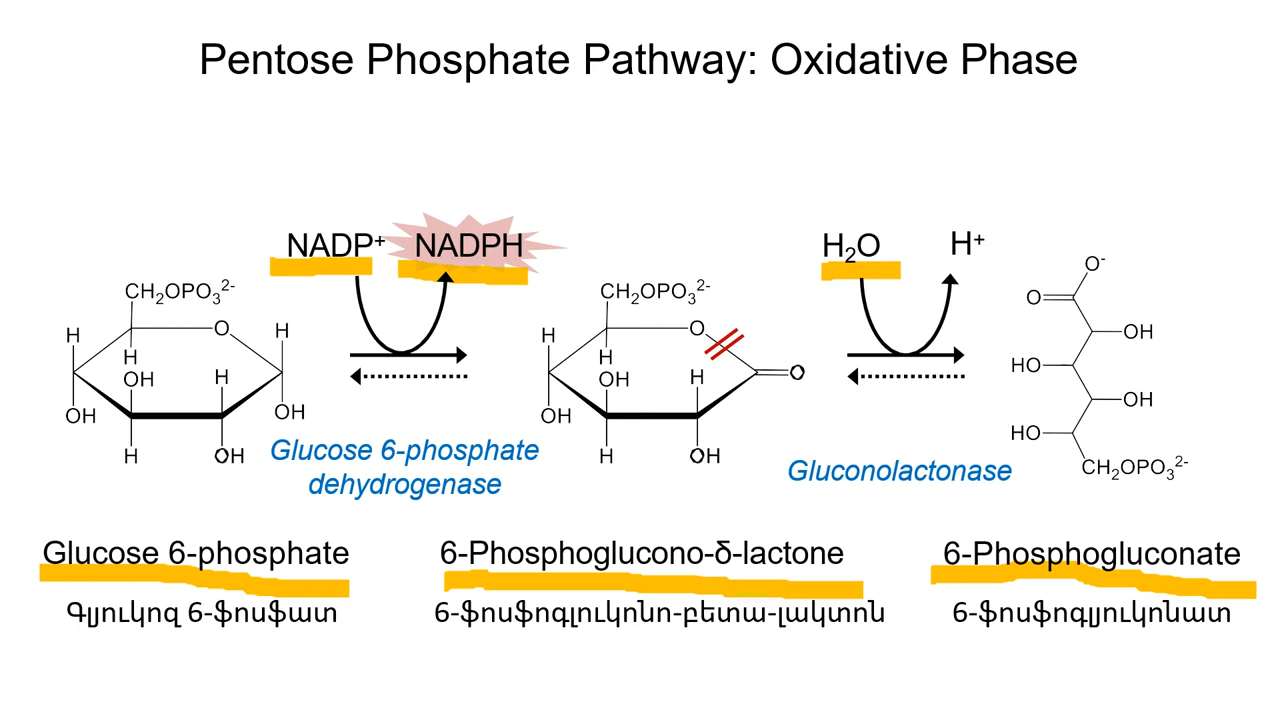 Pentose Phosphate Pathway: Oxidative Phase
NADP⁺ NADPH H₂O H⁺
CH₂OPO₃²⁻
O
H
H
H
OH
H
OH
OH
H
OH
CH₂OPO₃²⁻
O
H
H
OH
H
O
OH
H
OH
O⁻
O
OH
HO
OH
HO
CH₂OPO₃²⁻
Glucose 6-phosphate
dehydrogenase
Gluconolactonase
Glucose 6-phosphate
6-Phosphoglucono-δ-lactone
6-Phosphogluconate
Գլյուկոզ 6-ֆոսֆատ
6-ֆոսֆոգլուկոնո-բետա-լակտոն
6-ֆոսֆոգլյուկոնատ